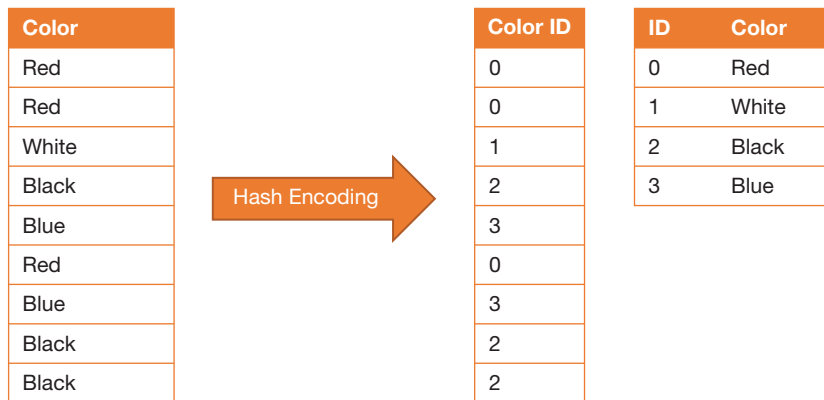 Color
Red
Red
White
Black
Blue
Red
Blue
Black
Black
Hash Encoding
Color ID
0
0
1
2
3
0
3
2
2
ID Color
0 Red
1 White
2 Black
3 Blue